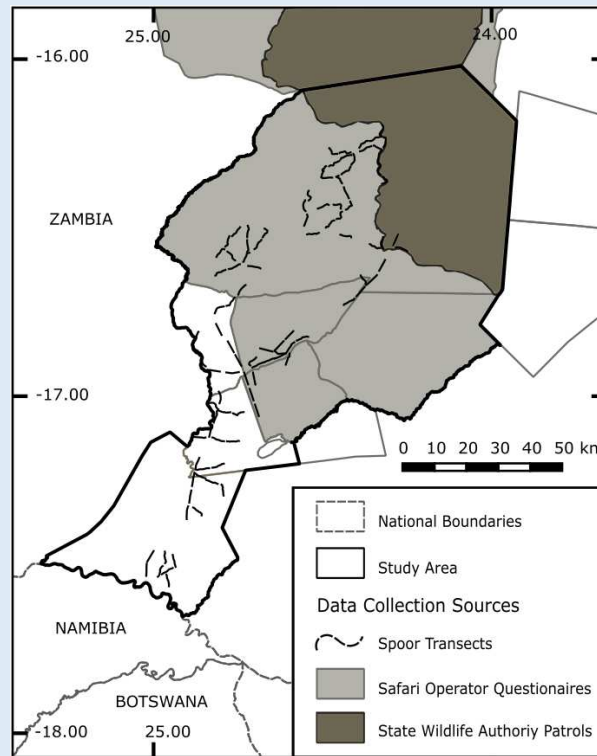 25.00 24.00
-16.00
ZAMBIA
-17.00
0 10 20 30 40 50 km
National Boundaries
Study Area
Data Collection Sources
Spoor Transects
Safari Operator Questionaires
State Wildlife Authoriy Patrols
NAMIBIA
BOTSWANA
-18.00 25.00